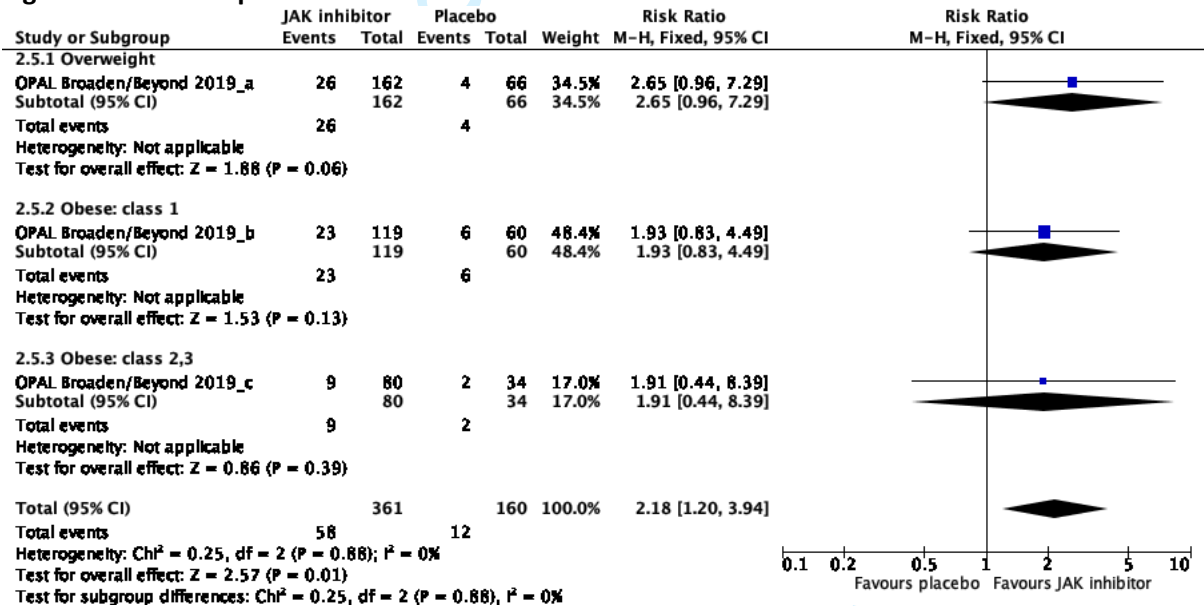 JAK inhibitor Placebo Risk Ratio Risk Ratio
Study or Subgroup Events Total Events Total Weight M-H, Fixed, 95% CI M-H, Fixed, 95% CI
2.5.1 Overweight
OPAL Broaden/Beyond 2019_a 26 162 4 66 34.5% 2.65 [0.96, 7.29]
Subtotal (95% CI) 162 66 34.5% 2.65 [0.96, 7.29]
Total events 26 4
Heterogeneity: Not applicable
Test for overall effect: Z = 1.88 (P = 0.06)
2.5.2 Obese: class 1
OPAL Broaden/Beyond 2019_b 23 119 6 60 48.4% 1.93 [0.83, 4.49]
Subtotal (95% CI) 119 60 48.4% 1.93 [0.83, 4.49]
Total events 23 6
Heterogeneity: Not applicable
Test for overall effect: Z = 1.53 (P = 0.13)
2.5.3 Obese: class 2,3
OPAL Broaden/Beyond 2019_c 9 80 2 34 17.0% 1.91 [0.44, 8.39]
Subtotal (95% CI) 80 34 17.0% 1.91 [0.44, 8.39]
Total events 9 2
Heterogeneity: Not applicable
Test for overall effect: Z = 0.86 (P = 0.39)
Total (95% CI) 361 160 100.0% 2.18 [1.20, 3.94]
Total events 58 12
Heterogeneity: Chi² = 0.25, df = 2 (P = 0.88); I² = 0%
Test for overall effect: Z = 2.57 (P = 0.01)
Test for subgroup differences: Chi² = 0.25, df = 2 (P = 0.88), I² = 0%
0.1 0.2 0.5 1 2 5 10
Favours placebo Favours JAK inhibitor